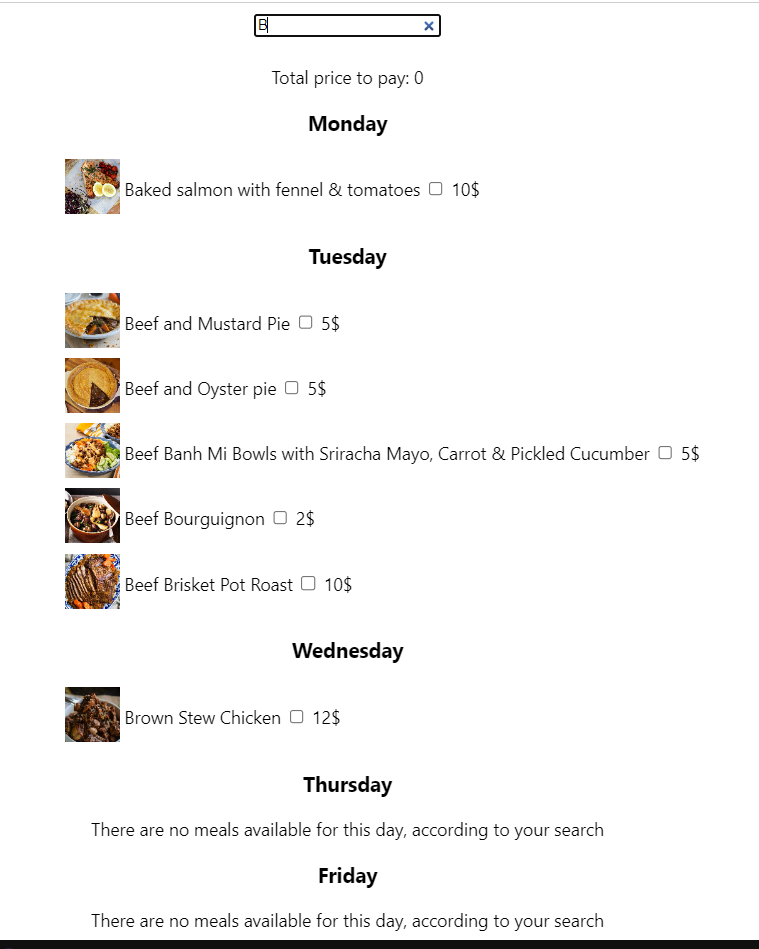 B
Total price to pay: 0
Monday
Baked salmon with fennel & tomatoes 10$
Tuesday
Beef and Mustard Pie 5$
Beef and Oyster pie 5$
Beef Banh Mi Bowls with Sriracha Mayo, Carrot & Pickled Cucumber 5$
Beef Bourguignon 2$
Beef Brisket Pot Roast 10$
Wednesday
Brown Stew Chicken 12$
Thursday
There are no meals available for this day, according to your search
Friday
There are no meals available for this day, according to your search